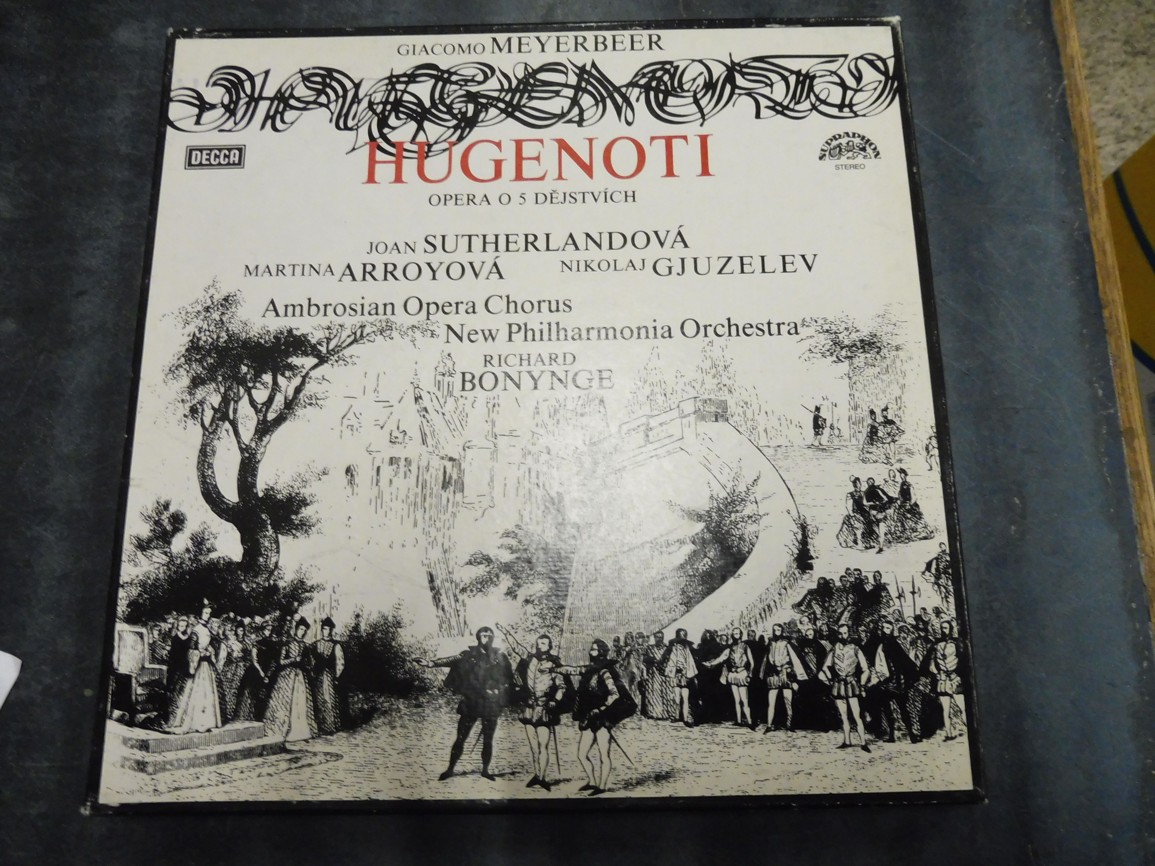 GIACOMO MEYERBEER
HUGENOTI
DECCA
HUGENOTI
SUPRAPHON
STEREO
OPERA O 5 DĚJSTVÍCH
JOAN SUTHERLANDOVÁ
MARTINA ARROYOVÁ NIKOLAJ GJUZELEV
Ambrosian Opera Chorus
New Philharmonia Orchestra
RICHARD
BONYNGE